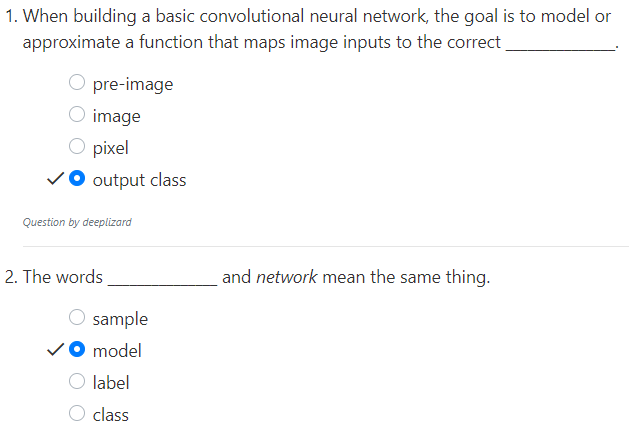 1. When building a basic convolutional neural network, the goal is to model or
approximate a function that maps image inputs to the correct _____________.
pre-image
image
pixel
output class
Question by deeplizard
2. The words _____________ and network mean the same thing.
sample
model
label
class